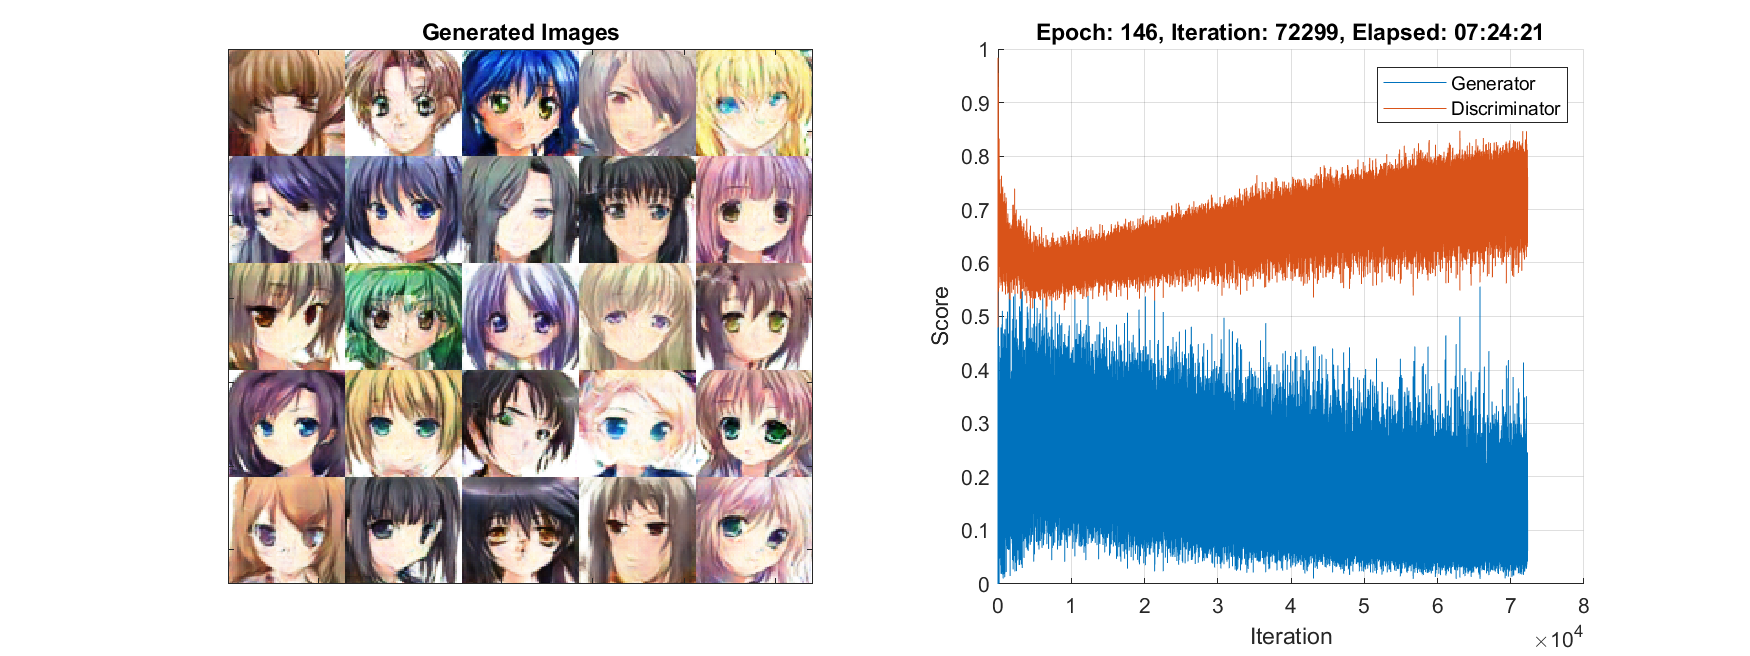 Generated Images
Epoch: 146, Iteration: 72299, Elapsed: 07:24:21
Generator
Discriminator
1
0.9
0.8
0.7
0.6
0.5
0.4
0.3
0.2
0.1
0
Score
0 1 2 3 4 5 6 7 8
×10⁴
Iteration